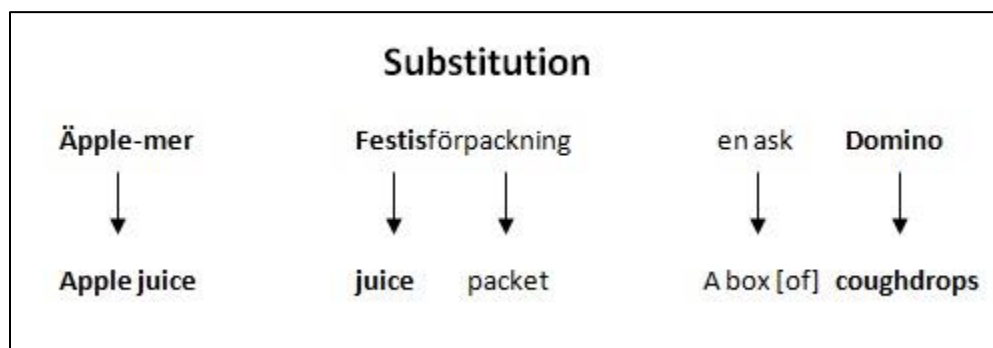 Substitution
Äpple-mer Festisförpackning en ask Domino
Apple juice juice packet A box [of] coughdrops